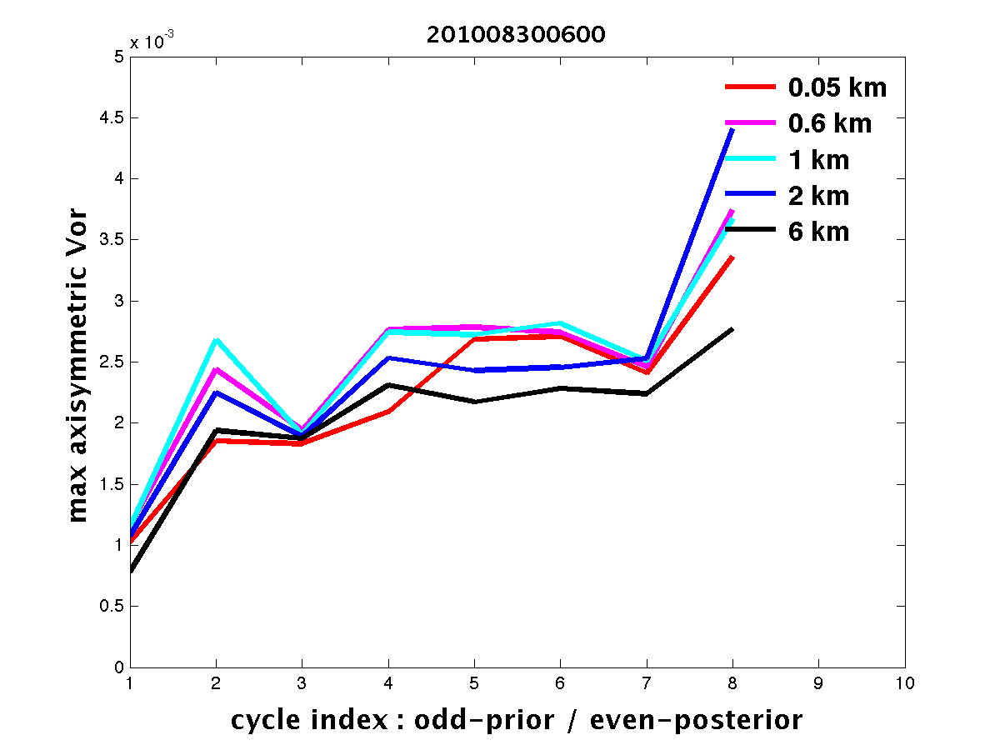 201008300600
x 10-3
5
4.5
4
3.5
3
2.5
2
1.5
1
0.5
0
max axisymmetric Vor
0.05 km
0.6 km
1 km
2 km
6 km
1 2 3 4 5 6 7 8 9 10
cycle index : odd-prior / even-posterior